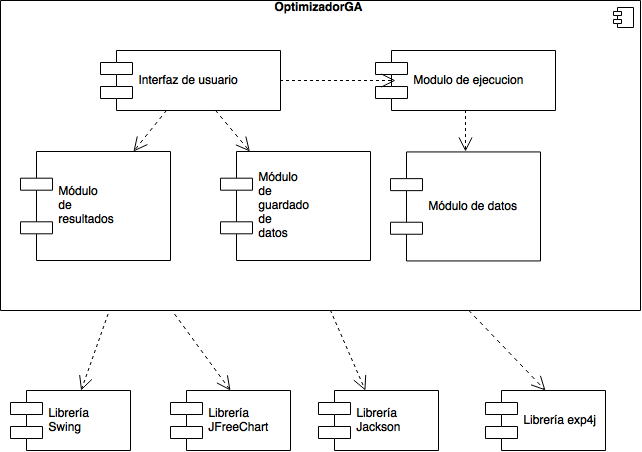 OptimizadorGA
Interfaz de usuario
Modulo de ejecucion
Módulo
de
resultados
Módulo
de
guardado
de
datos
Módulo de datos
Librería
Swing
Librería
JFreeChart
Librería
Jackson
Librería exp4j